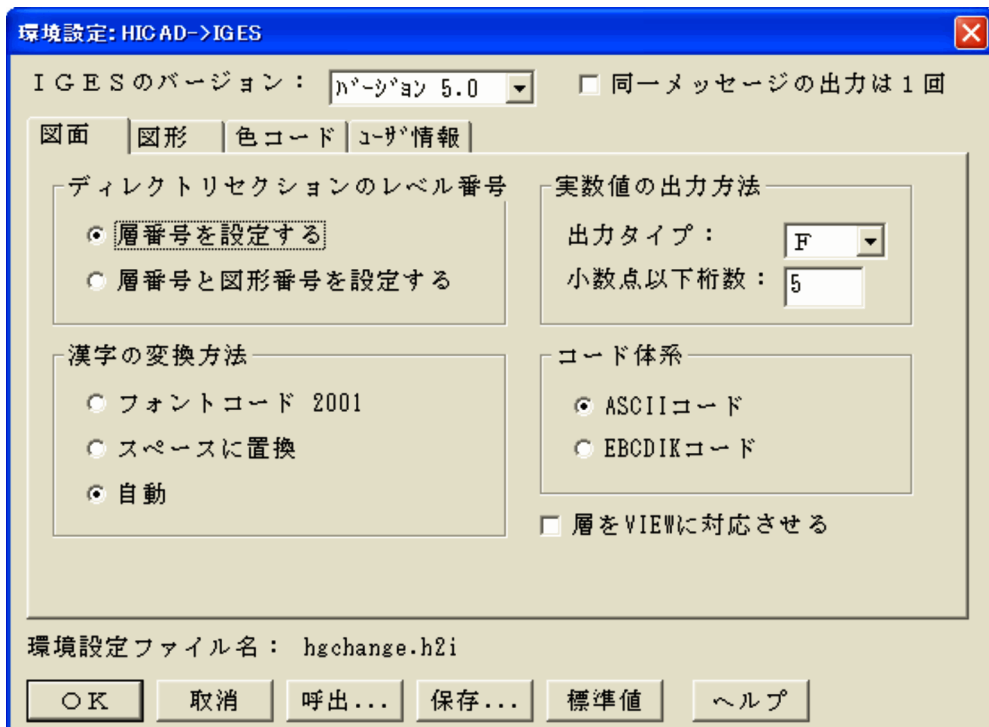 環境設定:HICAD->IGES
ＩＧＥＳのバージョン： ﾊﾞｰｼﾞｮﾝ 5.0 同一メッセージの出力は１回
図面 図形 色コード ﾕｰｻﾞ情報
ディレクトリセクションのレベル番号
層番号を設定する
層番号と図形番号を設定する
実数値の出力方法
出力タイプ： Ｆ
小数点以下桁数： 5
漢字の変換方法
フォントコード 2001
スペースに置換
自動
コード体系
ASCIIコード
EBCDIKコード
層をVIEWに対応させる
環境設定ファイル名： hgchange.h2i
ＯＫ 取消 呼出... 保存... 標準値 ヘルプ